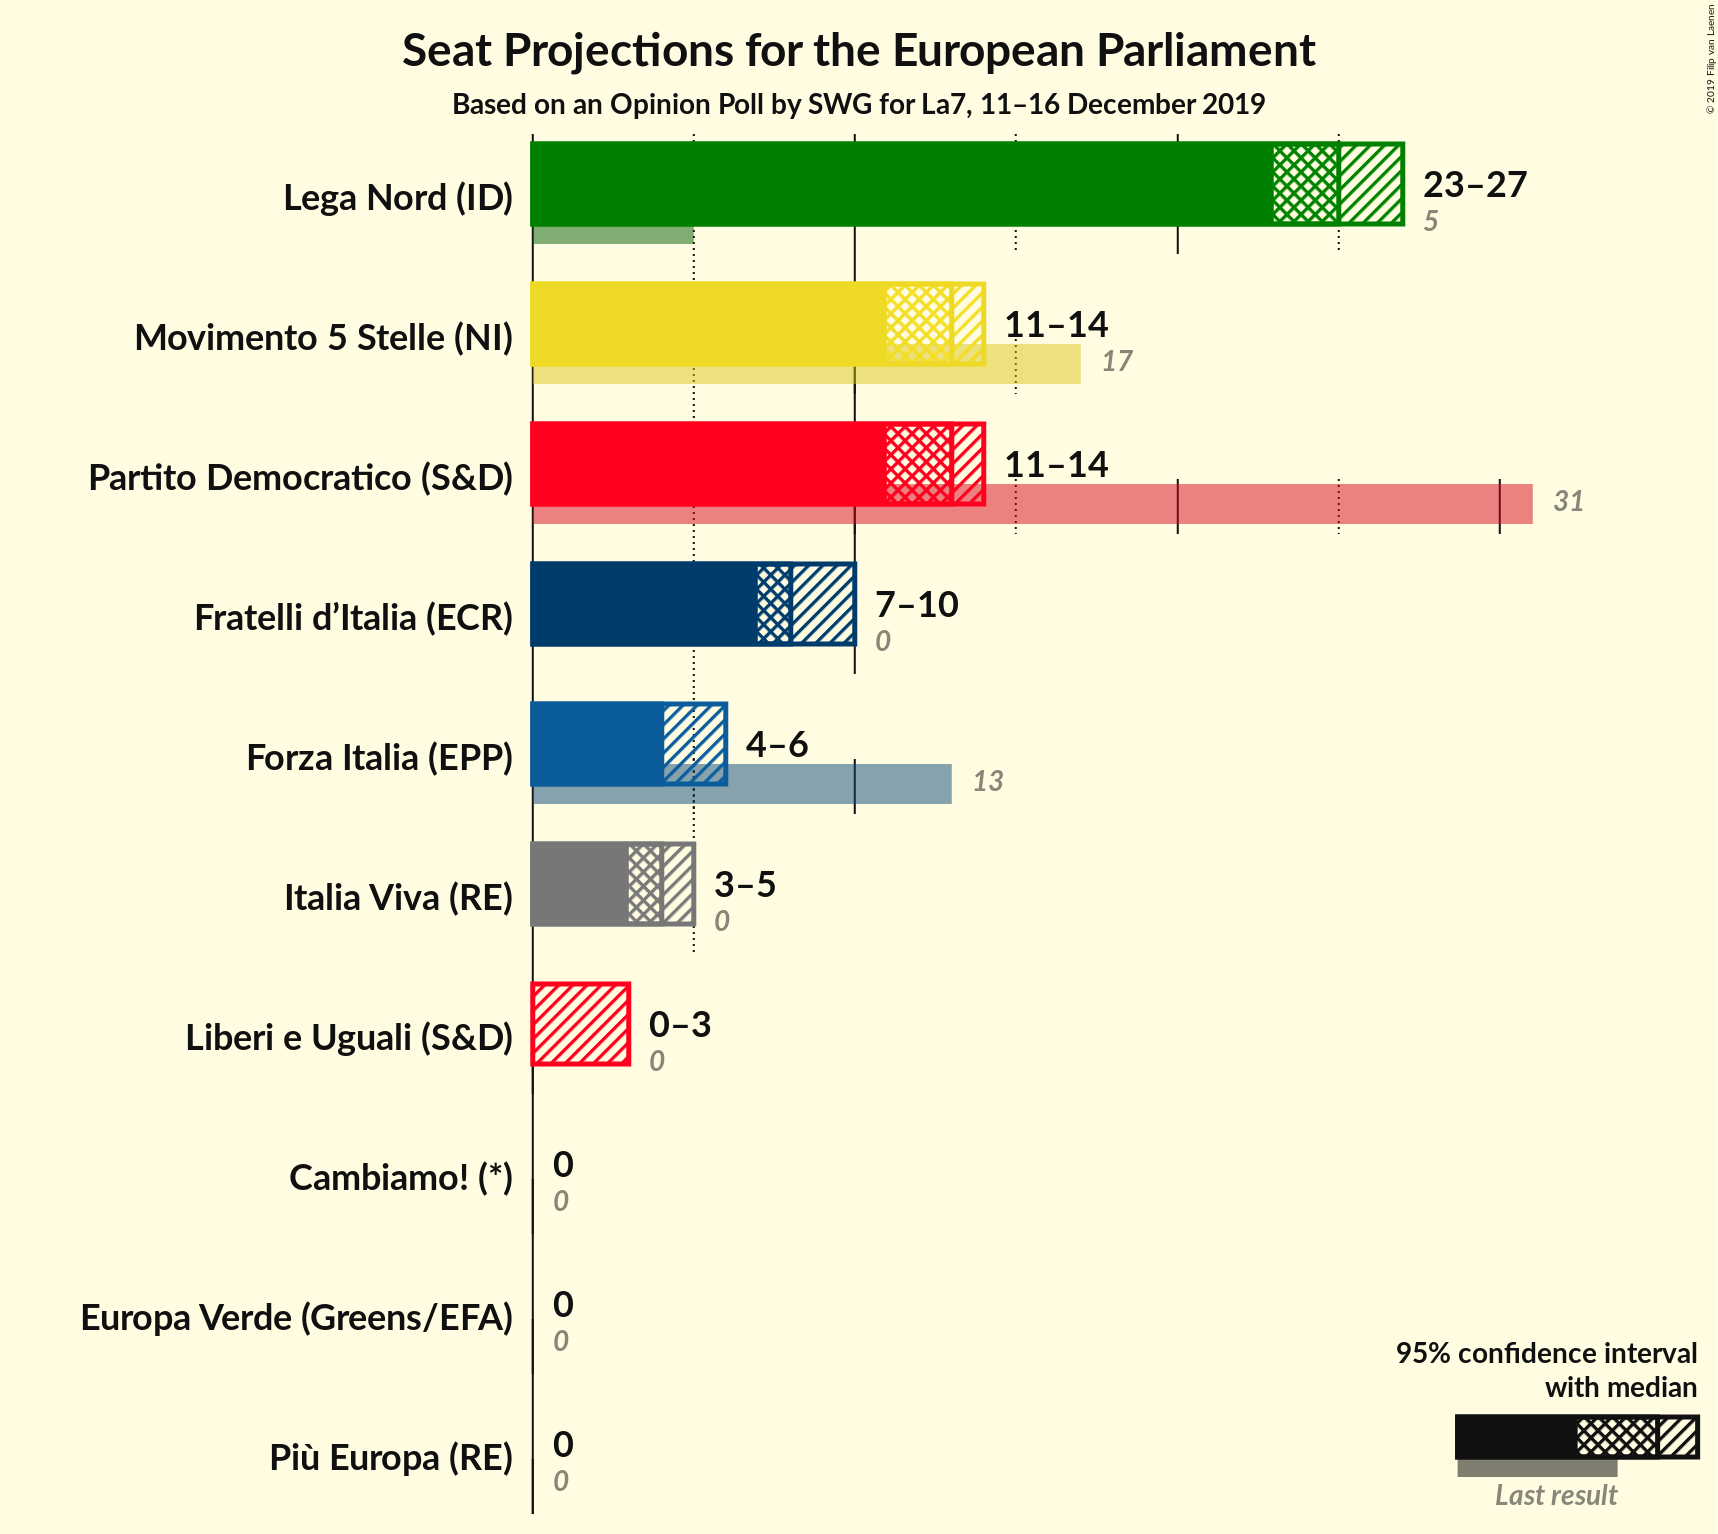 Seat Projections for the European Parliament
Based on an Opinion Poll by SWG for La7, 11–16 December 2019
© 2019 Filip van Laenen
Lega Nord (ID)
23–27
5
Movimento 5 Stelle (NI)
11–14
17
Partito Democratico (S&D)
11–14
31
Fratelli d’Italia (ECR)
7–10
0
Forza Italia (EPP)
4–6
13
Italia Viva (RE)
3–5
0
Liberi e Uguali (S&D)
0–3
0
Cambiamo! (*)
0
0
Europa Verde (Greens/EFA)
0
0
Più Europa (RE)
0
0
95% confidence interval
with median
Last result